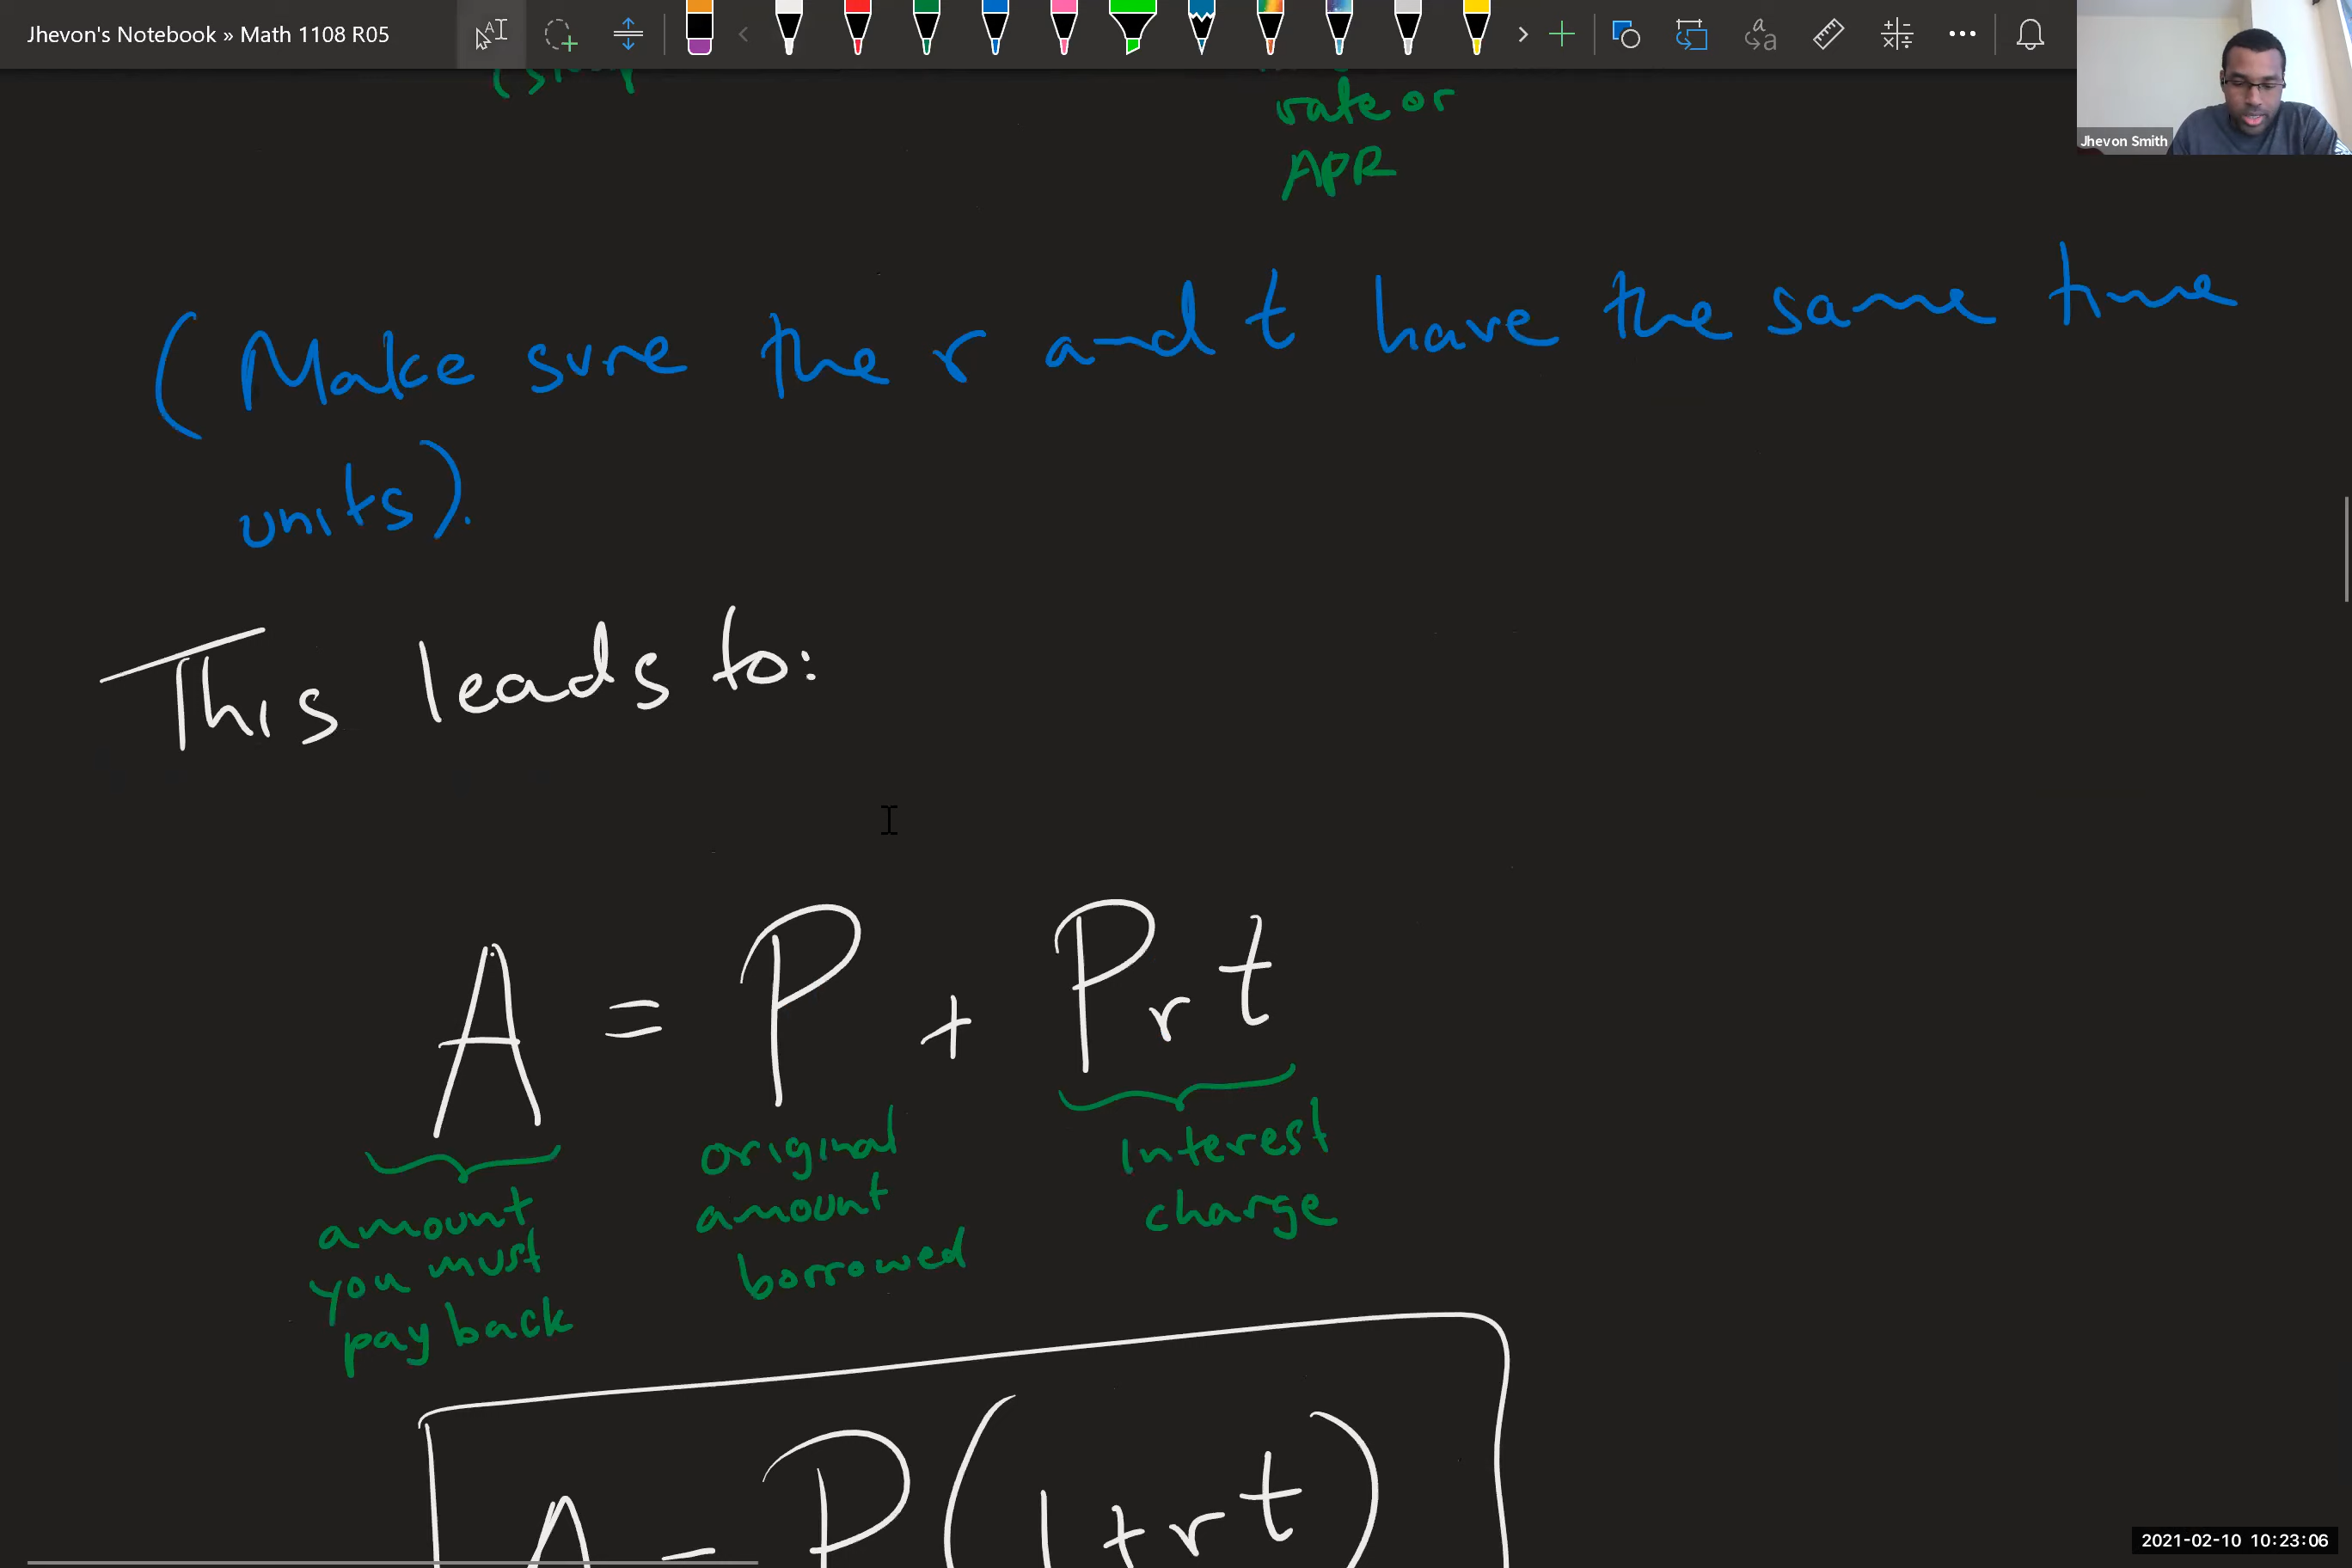 Jhevon's Notebook » Math 1108 R05
Jhevon Smith
rate or
APR
(Make sure the r and t have the same time
units).
This leads to:
A = P + Prt
amount
you must
pay back
original
amount
borrowed
interest
charge
A = P(1+rt)
2021-02-10 10:23:06